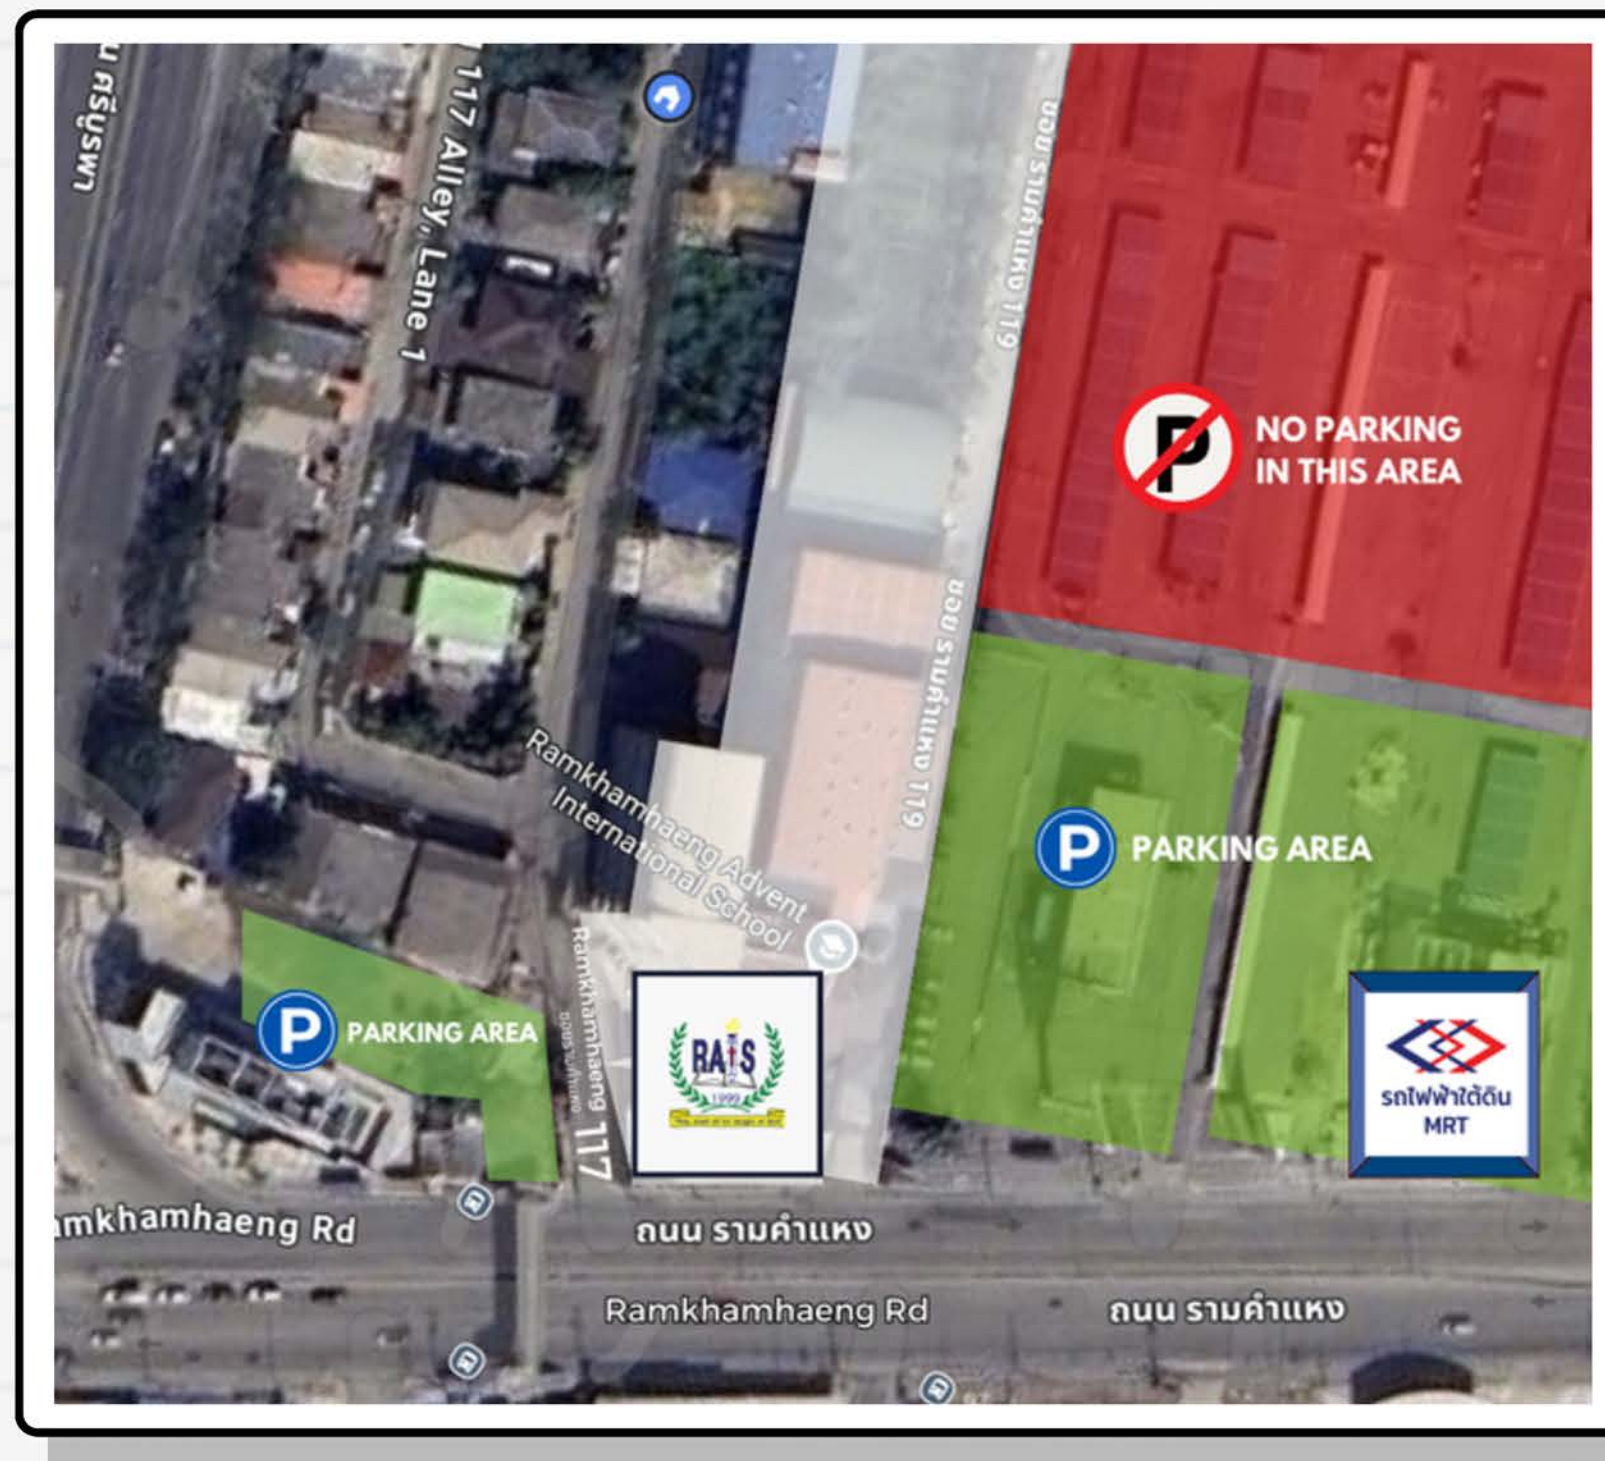 น ศรีบูรพา
117 Alley, Lane 1
ซอย รามคำแหง 119
NO PARKING
IN THIS AREA
ซอย รามคำแหง 119
Ramkhamhaeng Advent
International School
P PARKING AREA
P PARKING AREA
Ramkhamhaeng 117
RAIS
1999
รถไฟฟ้าใต้ดิน
MRT
amkhamhaeng Rd
ถนน รามคำแหง
Ramkhamhaeng Rd
ถนน รามคำแหง